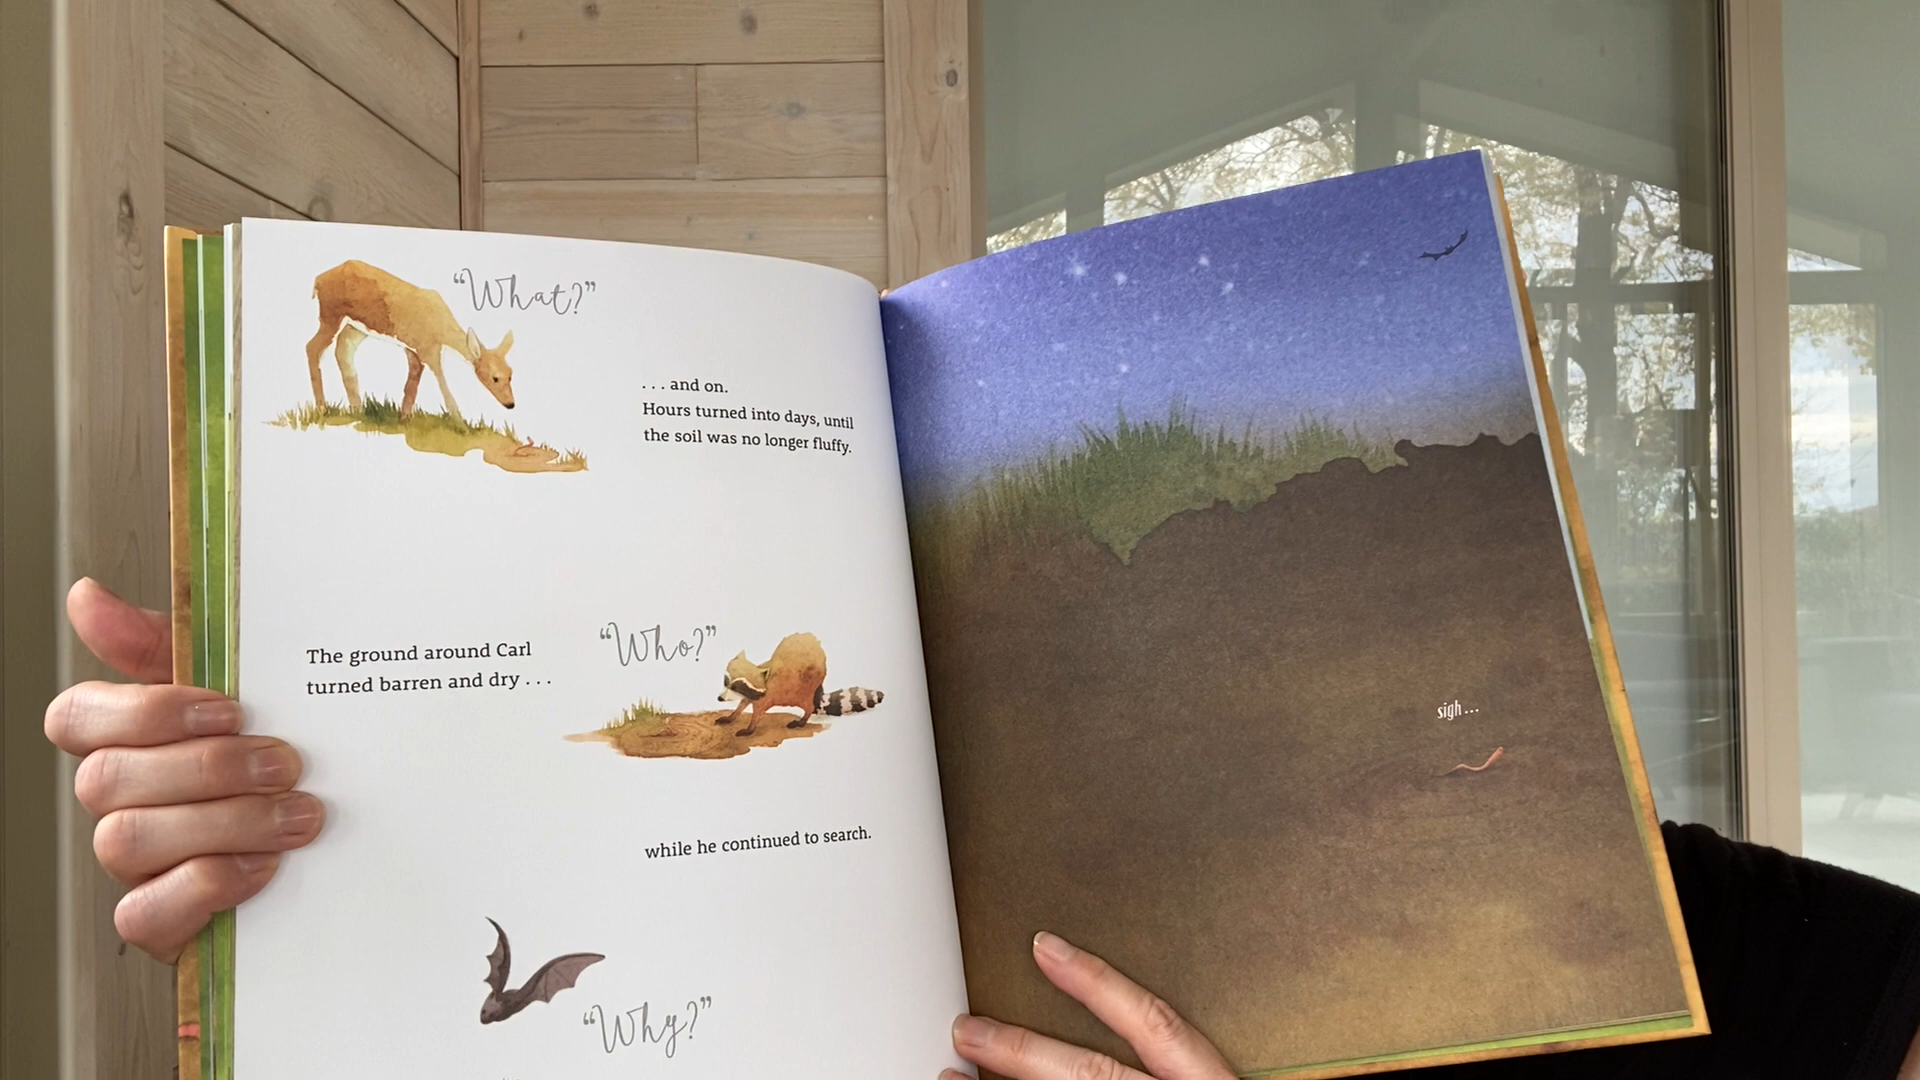 “What?”
. . . and on.
Hours turned into days, until
the soil was no longer fluffy.
The ground around Carl
turned barren and dry . . .
“Who?”
while he continued to search.
“Why?”
sigh . . .